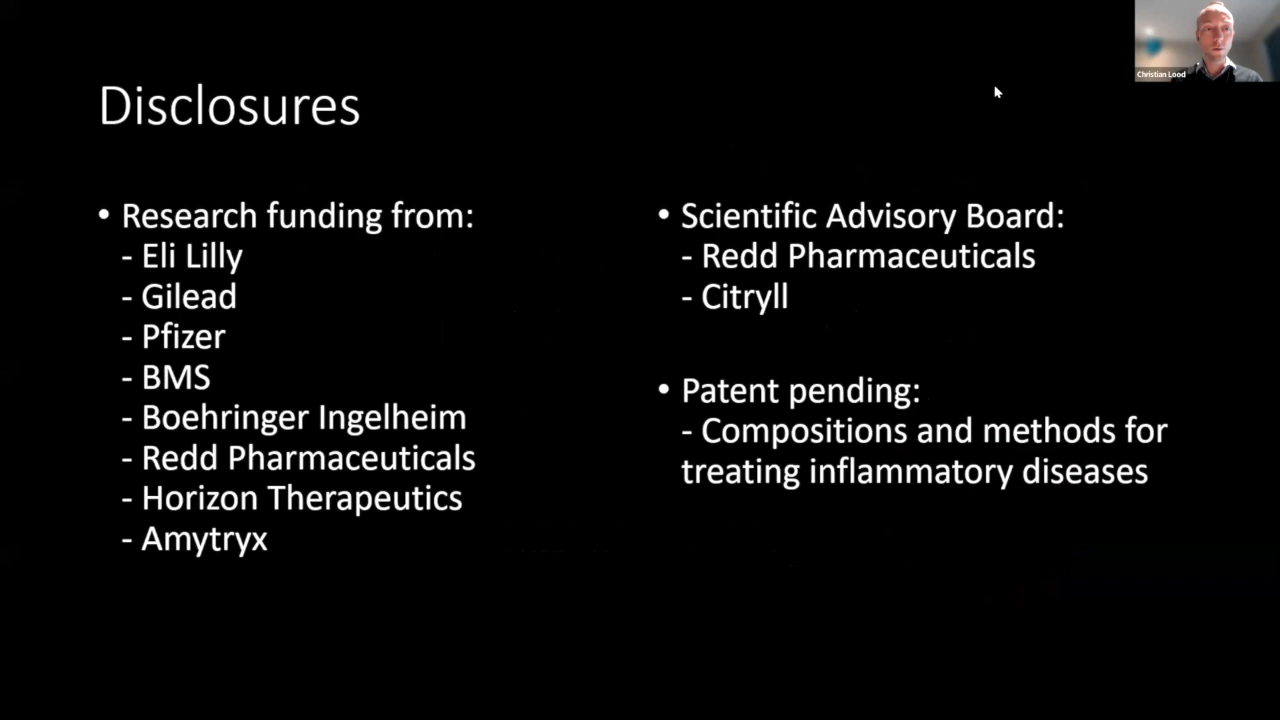 Christian Lood
Disclosures
• Research funding from:
- Eli Lilly
- Gilead
- Pfizer
- BMS
- Boehringer Ingelheim
- Redd Pharmaceuticals
- Horizon Therapeutics
- Amytryx
• Scientific Advisory Board:
- Redd Pharmaceuticals
- Citryll
• Patent pending:
- Compositions and methods for
treating inflammatory diseases